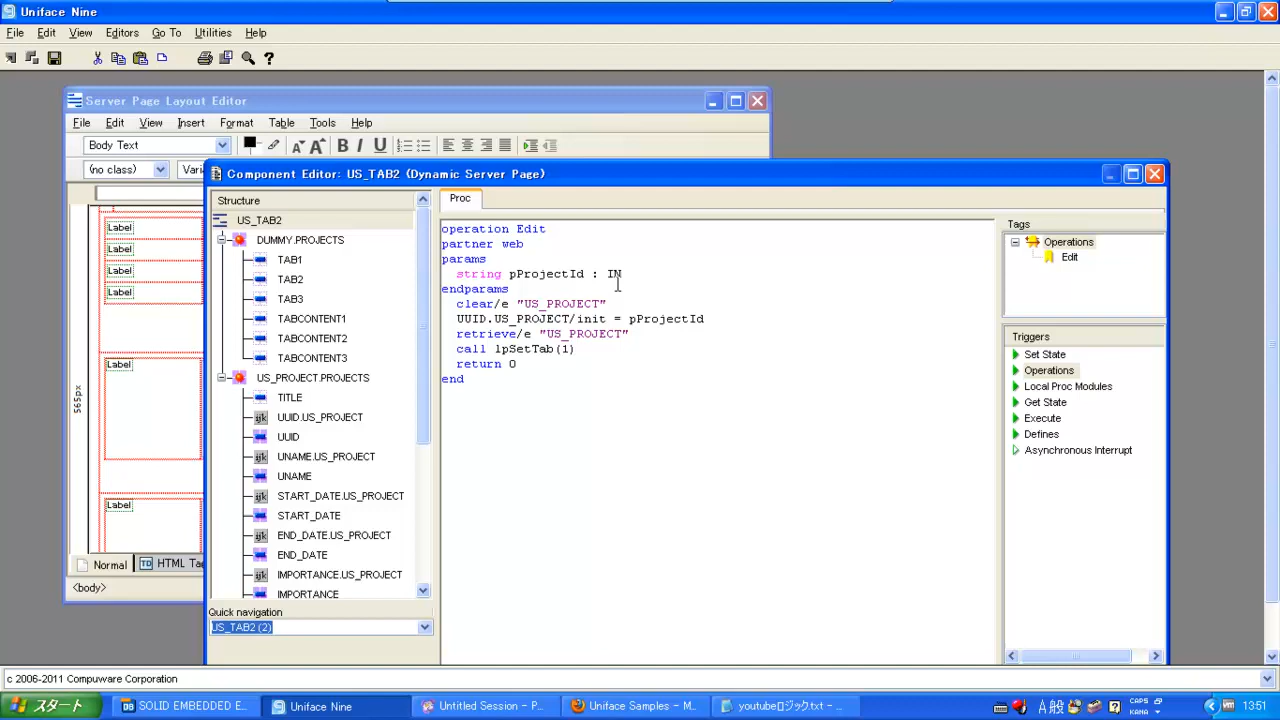 Uniface Nine
File Edit View Editors Go To Utilities Help
Server Page Layout Editor
File Edit View Insert Format Table Tools Help
Body Text
B I U
(no class)
Component Editor: US_TAB2 (Dynamic Server Page)
Label
Label
Label
Label
Label
Label
565px
Normal
<body>
Structure
US_TAB2
DUMMY.PROJECTS
TAB1
TAB2
TAB3
TABCONTENT1
TABCONTENT2
TABCONTENT3
US_PROJECT.PROJECTS
TITLE
UUID.US_PROJECT
UUID
UNAME.US_PROJECT
UNAME
START_DATE.US_PROJECT
START_DATE
END_DATE.US_PROJECT
END_DATE
IMPORTANCE.US_PROJECT
IMPORTANCE
Quick navigation
US_TAB2 (2)
Proc
operation Edit
partner web
params
string pProjectId : IN
endparams
clear/e "US_PROJECT"
UUID.US_PROJECT/init = pProjectId
retrieve/e "US_PROJECT"
call lpSetTab(1)
return 0
end
Tags
Operations
Edit
Triggers
Set State
Operations
Local Proc Modules
Get State
Execute
Defines
Asynchronous Interrupt
c 2006-2011 Compuware Corporation
スタート
SOLID EMBEDDED E...
Uniface Nine
Untitled Session - P...
Uniface Samples - M...
youtubeロジック.txt - ...
A 般
CAPS
KANA
13:51